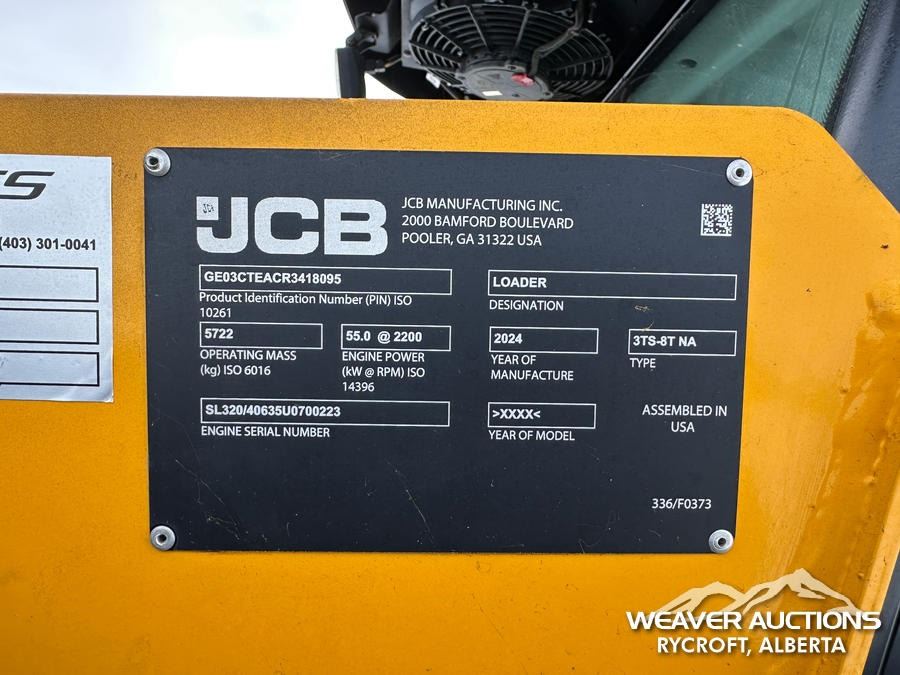 (403) 301-0041
JCB
JCB MANUFACTURING INC.
2000 BAMFORD BOULEVARD
POOLER, GA 31322 USA
GE03CTEACR3418095
Product Identification Number (PIN) ISO
10261
LOADER
DESIGNATION
5722
OPERATING MASS
(kg) ISO 6016
55.0 @ 2200
ENGINE POWER
(kW @ RPM) ISO
14396
2024
YEAR OF
MANUFACTURE
3TS-8T NA
TYPE
SL320/40635U0700223
ENGINE SERIAL NUMBER
>XXXX<
YEAR OF MODEL
ASSEMBLED IN
USA
336/F0373
WEAVER AUCTIONS
RYCROFT, ALBERTA